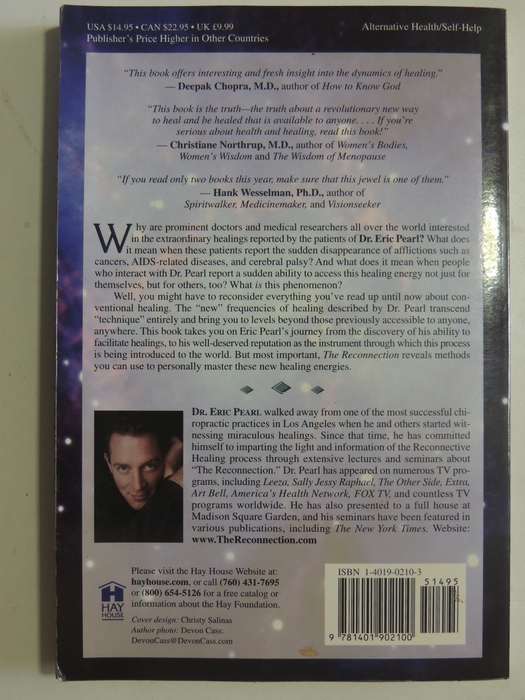 USA $14.95 • CAN $22.95 • UK £9.99
Publisher's Price Higher in Other Countries
Alternative Health/Self-Help
"This book offers interesting and fresh insight into the dynamics of healing."
— Deepak Chopra, M.D., author of How to Know God
"This book is the truth—the truth about a revolutionary new way
to heal and be healed that is available to anyone. . . . If you're
serious about health and healing, read this book!"
— Christiane Northrup, M.D., author of Women's Bodies,
Women's Wisdom and The Wisdom of Menopause
"If you read only two books this year, make sure that this jewel is one of them."
— Hank Wesselman, Ph.D., author of
Spiritwalker, Medicinemaker, and Visionseeker
Why are prominent doctors and medical researchers all over the world interested
in the extraordinary healings reported by the patients of Dr. Eric Pearl? What does
it mean when these patients report the sudden disappearance of afflictions such as
cancers, AIDS-related diseases, and cerebral palsy? And what does it mean when people
who interact with Dr. Pearl report a sudden ability to access this healing energy not just for
themselves, but for others, too? What is this phenomenon?
Well, you might have to reconsider everything you've read up until now about con-
ventional healing. The "new" frequencies of healing described by Dr. Pearl transcend
"technique" entirely and bring you to levels beyond those previously accessible to anyone,
anywhere. This book takes you on Eric Pearl's journey from the discovery of his ability to
facilitate healings, to his well-deserved reputation as the instrument through which this process
is being introduced to the world. But most important, The Reconnection reveals methods
you can use to personally master these new healing energies.
DR. ERIC PEARL walked away from one of the most successful chi-
ropractic practices in Los Angeles when he and others started wit-
nessing miraculous healings. Since that time, he has committed
himself to imparting the light and information of the Reconnective
Healing process through extensive lectures and seminars about
"The Reconnection." Dr. Pearl has appeared on numerous TV pro-
grams, including Leeza, Sally Jessy Raphael, The Other Side, Extra,
Art Bell, America's Health Network, FOX TV, and countless TV
programs worldwide. He has also presented to a full house at
Madison Square Garden, and his seminars have been featured in
various publications, including The New York Times. Website:
www.TheReconnection.com
HAY
HOUSE
Please visit the Hay House Website at:
hayhouse.com, or call (760) 431-7695
or (800) 654-5126 for a free catalog or
information about the Hay Foundation.
Cover design: Christy Salinas
Author photo: Devon Cass:
DevonCass@DevonCass.com
ISBN 1-4019-0210-3
51495
9 781401 902100